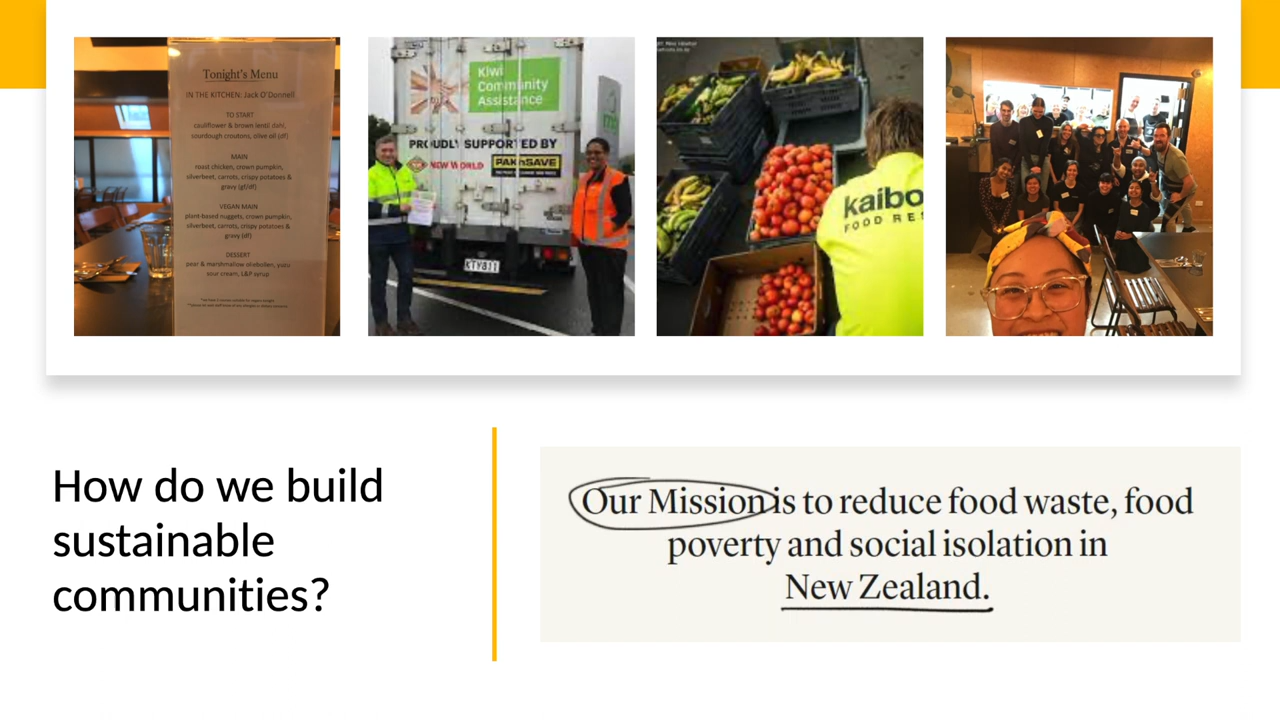 Tonight's Menu
IN THE KITCHEN: Jack O'Donnell
TO START
cauliflower & brown lentil dahl,
sourdough croutons, olive oil (df)
MAIN
roast chicken, crown pumpkin,
silverbeet, carrots, crispy potatoes &
gravy (gf/df)
VEGAN MAIN
plant-based nuggets, crown pumpkin,
silverbeet, carrots, crispy potatoes &
gravy (df)
DESSERT
pear & marshmallow oliebollen, yuzu
sour cream, L&P syrup
Kiwi
Community
Assistance
PROUDLY SUPPORTED BY
NEW WORLD
PAK'nSAVE
KTY811
kaibo
FOOD RES
How do we build
sustainable
communities?
Our Mission is to reduce food waste, food
poverty and social isolation in
New Zealand.